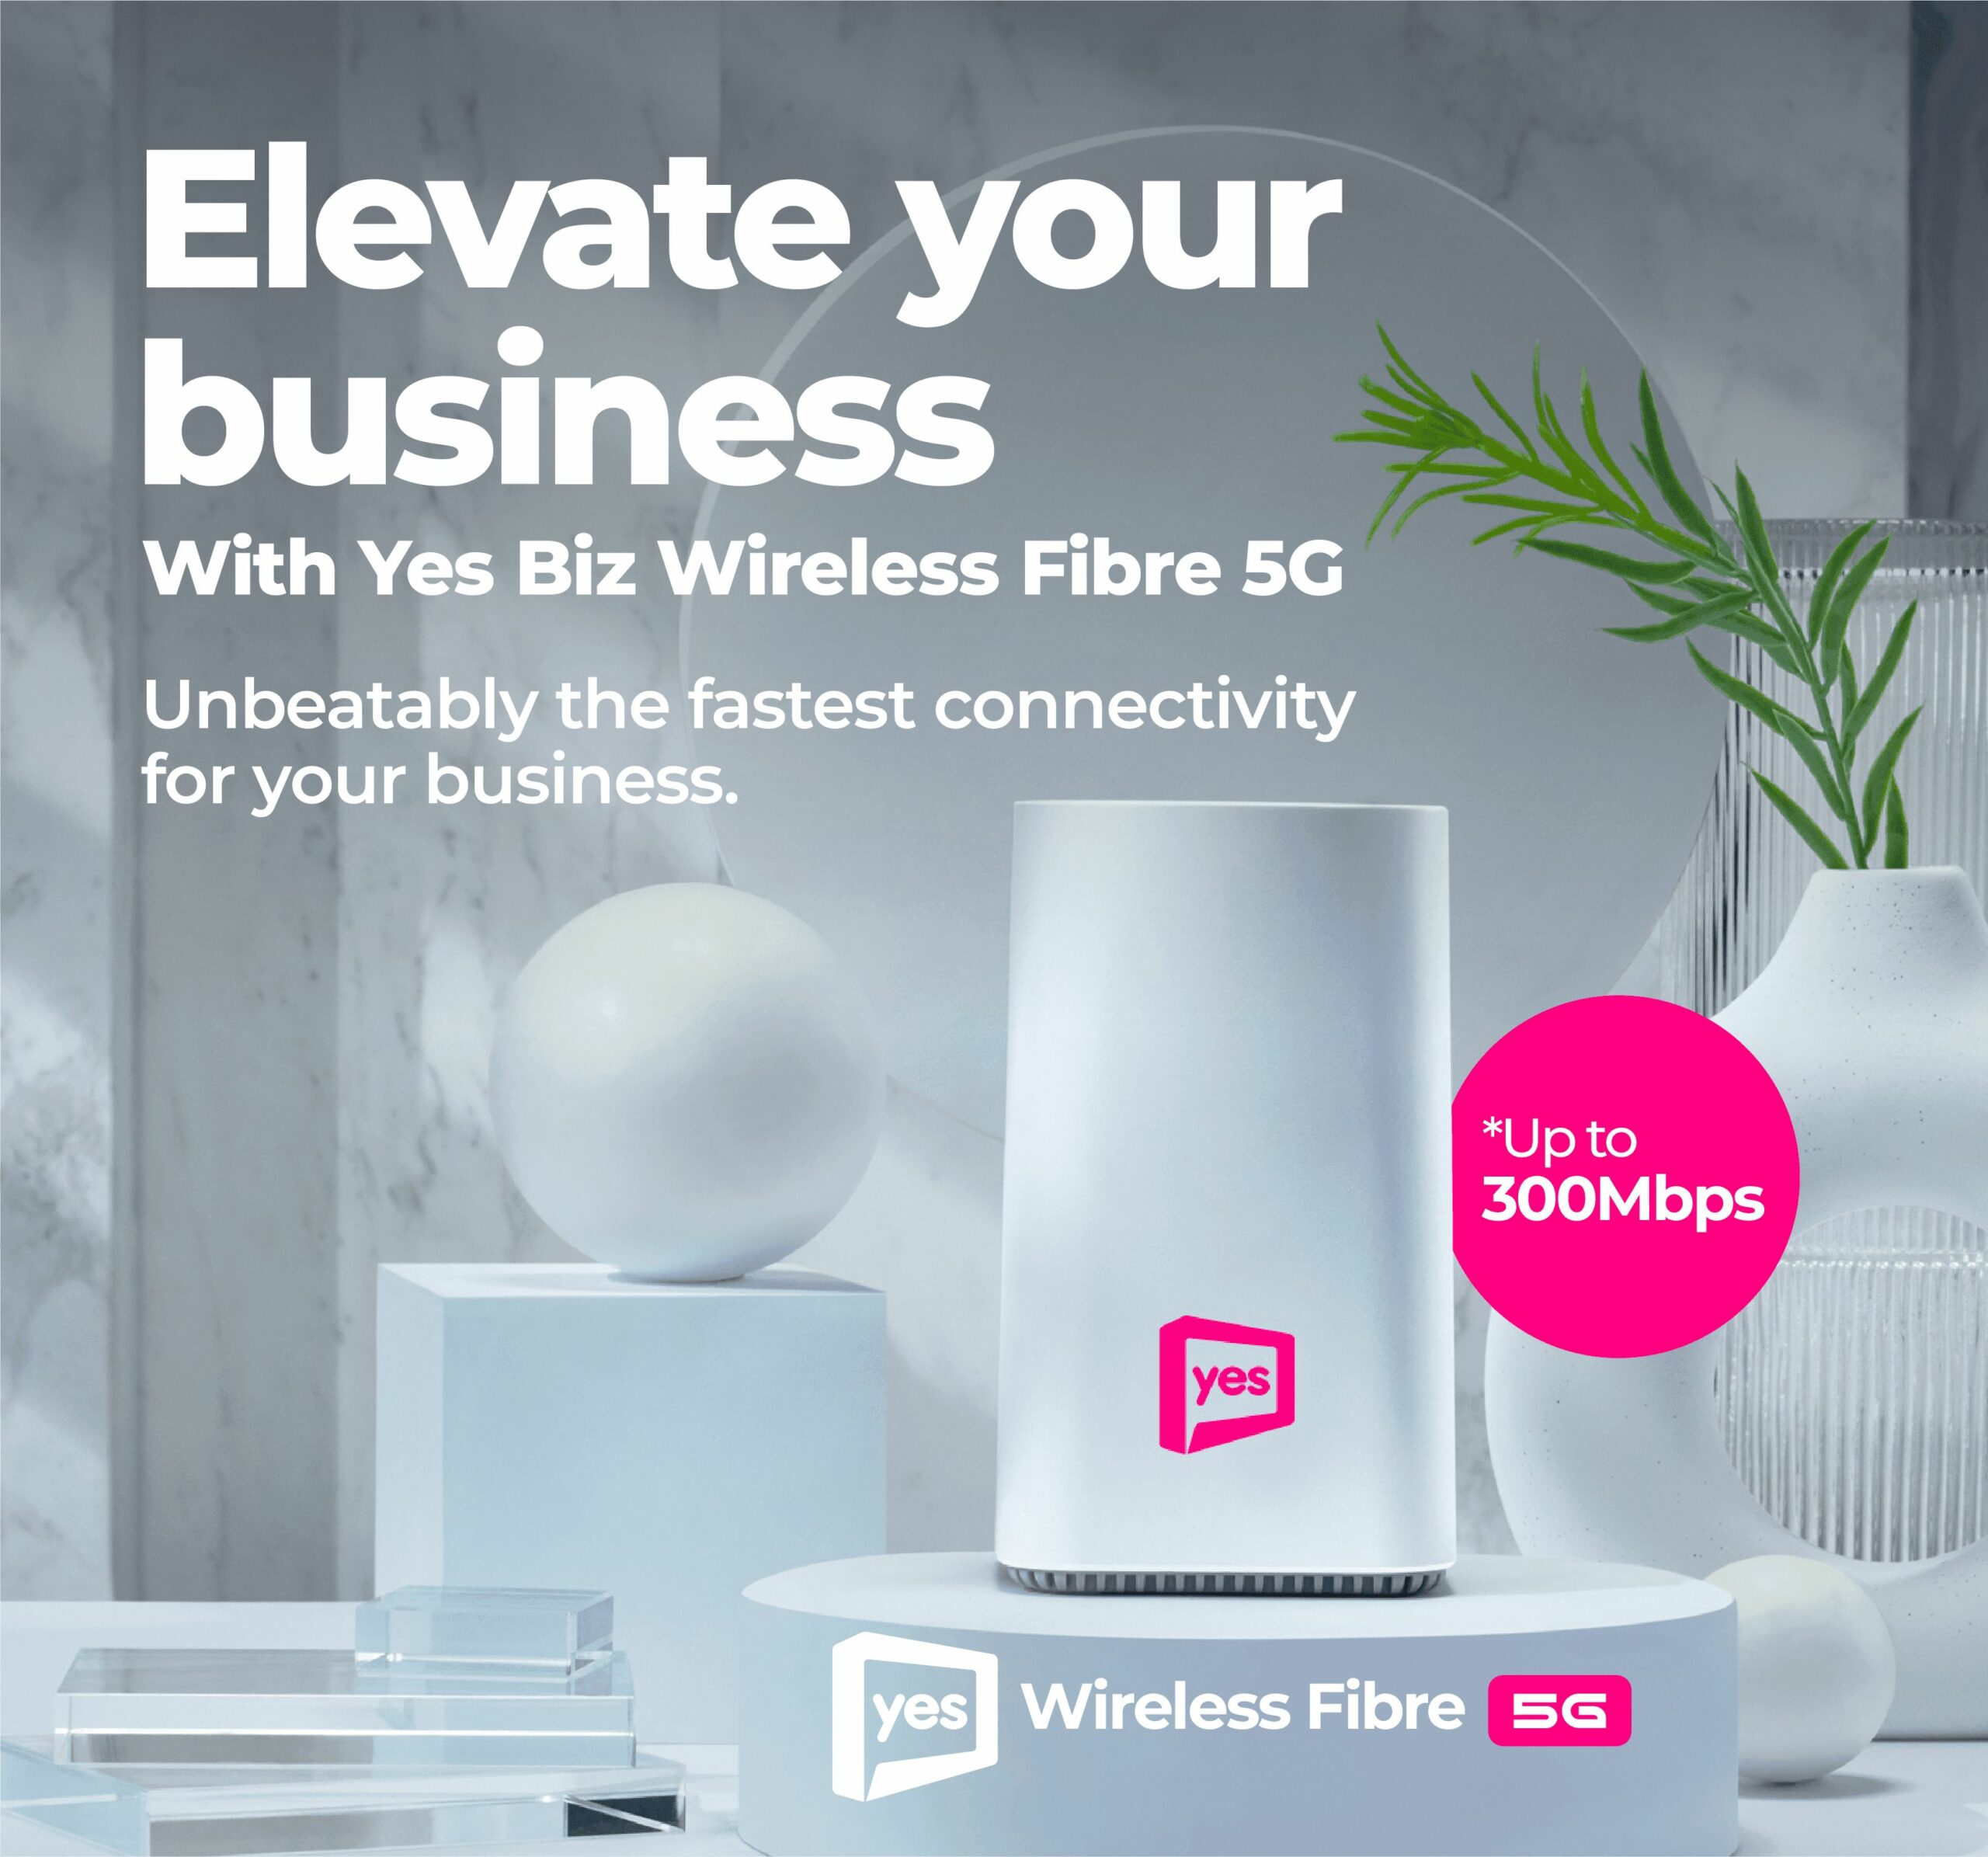 Elevate your
business
With Yes Biz Wireless Fibre 5G
Unbeatably the fastest connectivity
for your business.
*Up to
300Mbps
yes
yes Wireless Fibre 5G